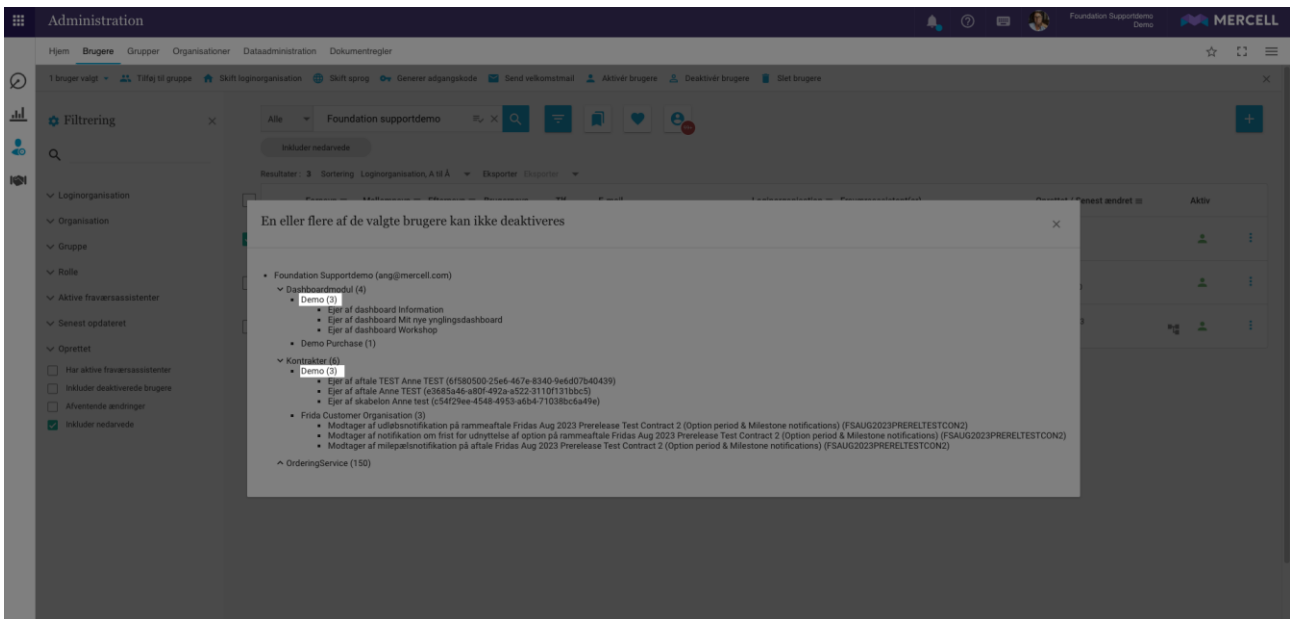 Administration
Foundation Supportdemo
Demo
MERCELL
Hjem Brugere Grupper Organisationer Dataadministration Dokumentregler
1 bruger valgt Tilføj til gruppe Skift loginorganisation Skift sprog Generer adgangskode Send velkomstmail Aktivér brugere Deaktivér brugere Slet brugere
Filtrering
Alle Foundation supportdemo
Inkluder nedarvede
Resultater: 3 Sortering Loginorganisation, A til Å Eksporter Eksporter
Loginorganisation
Organisation
Gruppe
Rolle
Aktive fraværsassistenter
Senest opdateret
Oprettet
Har aktive fraværsassistenter
Inkluder deaktiverede brugere
Afventende ændringer
Inkluder nedarvede
Senest ændret Aktiv
En eller flere af de valgte brugere kan ikke deaktiveres
Foundation Supportdemo (ang@mercell.com)
Dashboardmodul (4)
Demo (3)
Ejer af dashboard Information
Ejer af dashboard Mit nye ynglingsdashboard
Ejer af dashboard Workshop
Demo Purchase (1)
Kontrakter (6)
Demo (3)
Ejer af aftale TEST Anne TEST (6f580500-25e6-467e-8340-9e6d07b40439)
Ejer af aftale Anne TEST (e3685a46-a80f-492a-a522-3110f131bbc5)
Ejer af skabelon Anne test (c54f29ee-4548-4953-a6b4-71038bc6a49e)
Frida Customer Organisation (3)
Modtager af udløbsnotifikation på rammeaftale Fridas Aug 2023 Prerelease Test Contract 2 (Option period & Milestone notifications) (FSAUG2023PRERELTESTCON2)
Modtager af notifikation om frist for udnyttelse af option på rammeaftale Fridas Aug 2023 Prerelease Test Contract 2 (Option period & Milestone notifications) (FSAUG2023PRERELTESTCON2)
Modtager af milepælsnotifikation på aftale Fridas Aug 2023 Prerelease Test Contract 2 (Option period & Milestone notifications) (FSAUG2023PRERELTESTCON2)
OrderingService (150)